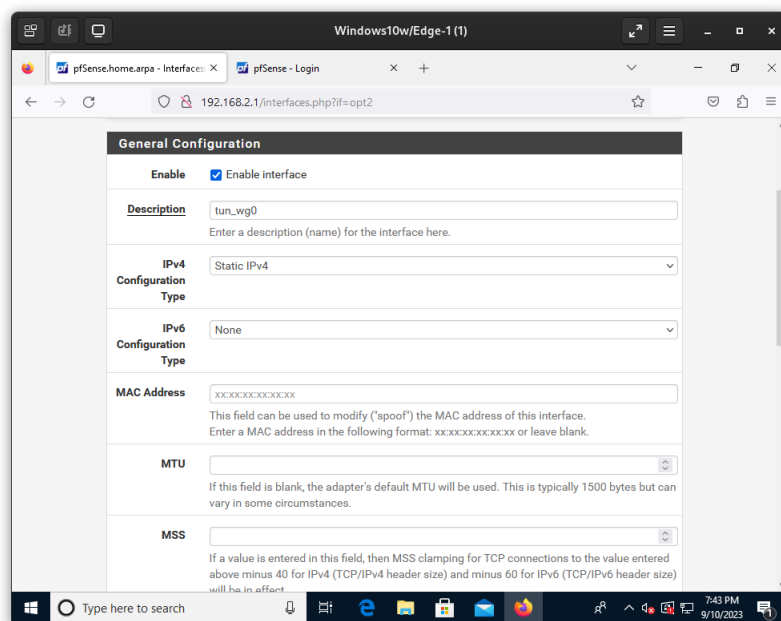 Windows10w/Edge-1 (1)
pfSense.home.arpa - Interfaces:
pfSense - Login
192.168.2.1/interfaces.php?if=opt2
General Configuration
Enable
Enable interface
Description
tun_wg0
Enter a description (name) for the interface here.
IPv4
Configuration
Type
Static IPv4
IPv6
Configuration
Type
None
MAC Address
xx:xx:xx:xx:xx:xx
This field can be used to modify ("spoof") the MAC address of this interface.
Enter a MAC address in the following format: xx:xx:xx:xx:xx:xx or leave blank.
MTU
If this field is blank, the adapter's default MTU will be used. This is typically 1500 bytes but can
vary in some circumstances.
MSS
If a value is entered in this field, then MSS clamping for TCP connections to the value entered
above minus 40 for IPv4 (TCP/IPv4 header size) and minus 60 for IPv6 (TCP/IPv6 header size)
will be in effect
Type here to search
7:43 PM
9/10/2023
1